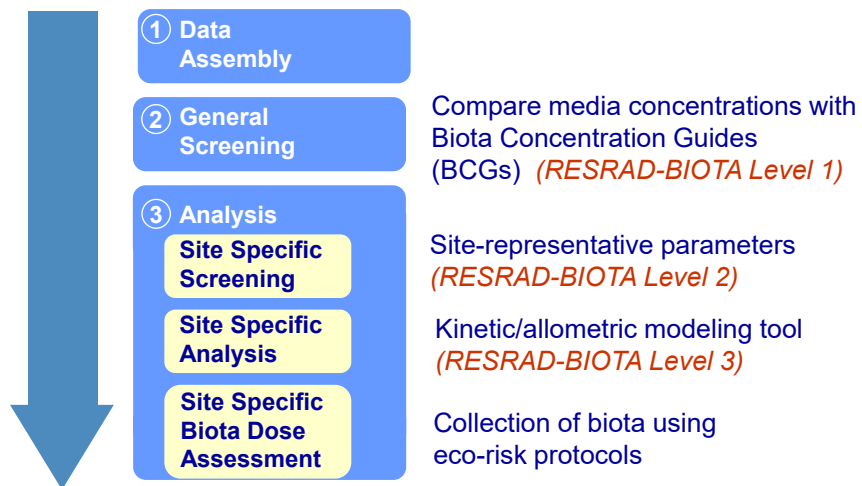 ① Data
Assembly
② General
Screening
Compare media concentrations with
Biota Concentration Guides
(BCGs) (RESRAD-BIOTA Level 1)
③ Analysis
Site Specific
Screening
Site-representative parameters
(RESRAD-BIOTA Level 2)
Site Specific
Analysis
Kinetic/allometric modeling tool
(RESRAD-BIOTA Level 3)
Site Specific
Biota Dose
Assessment
Collection of biota using
eco-risk protocols